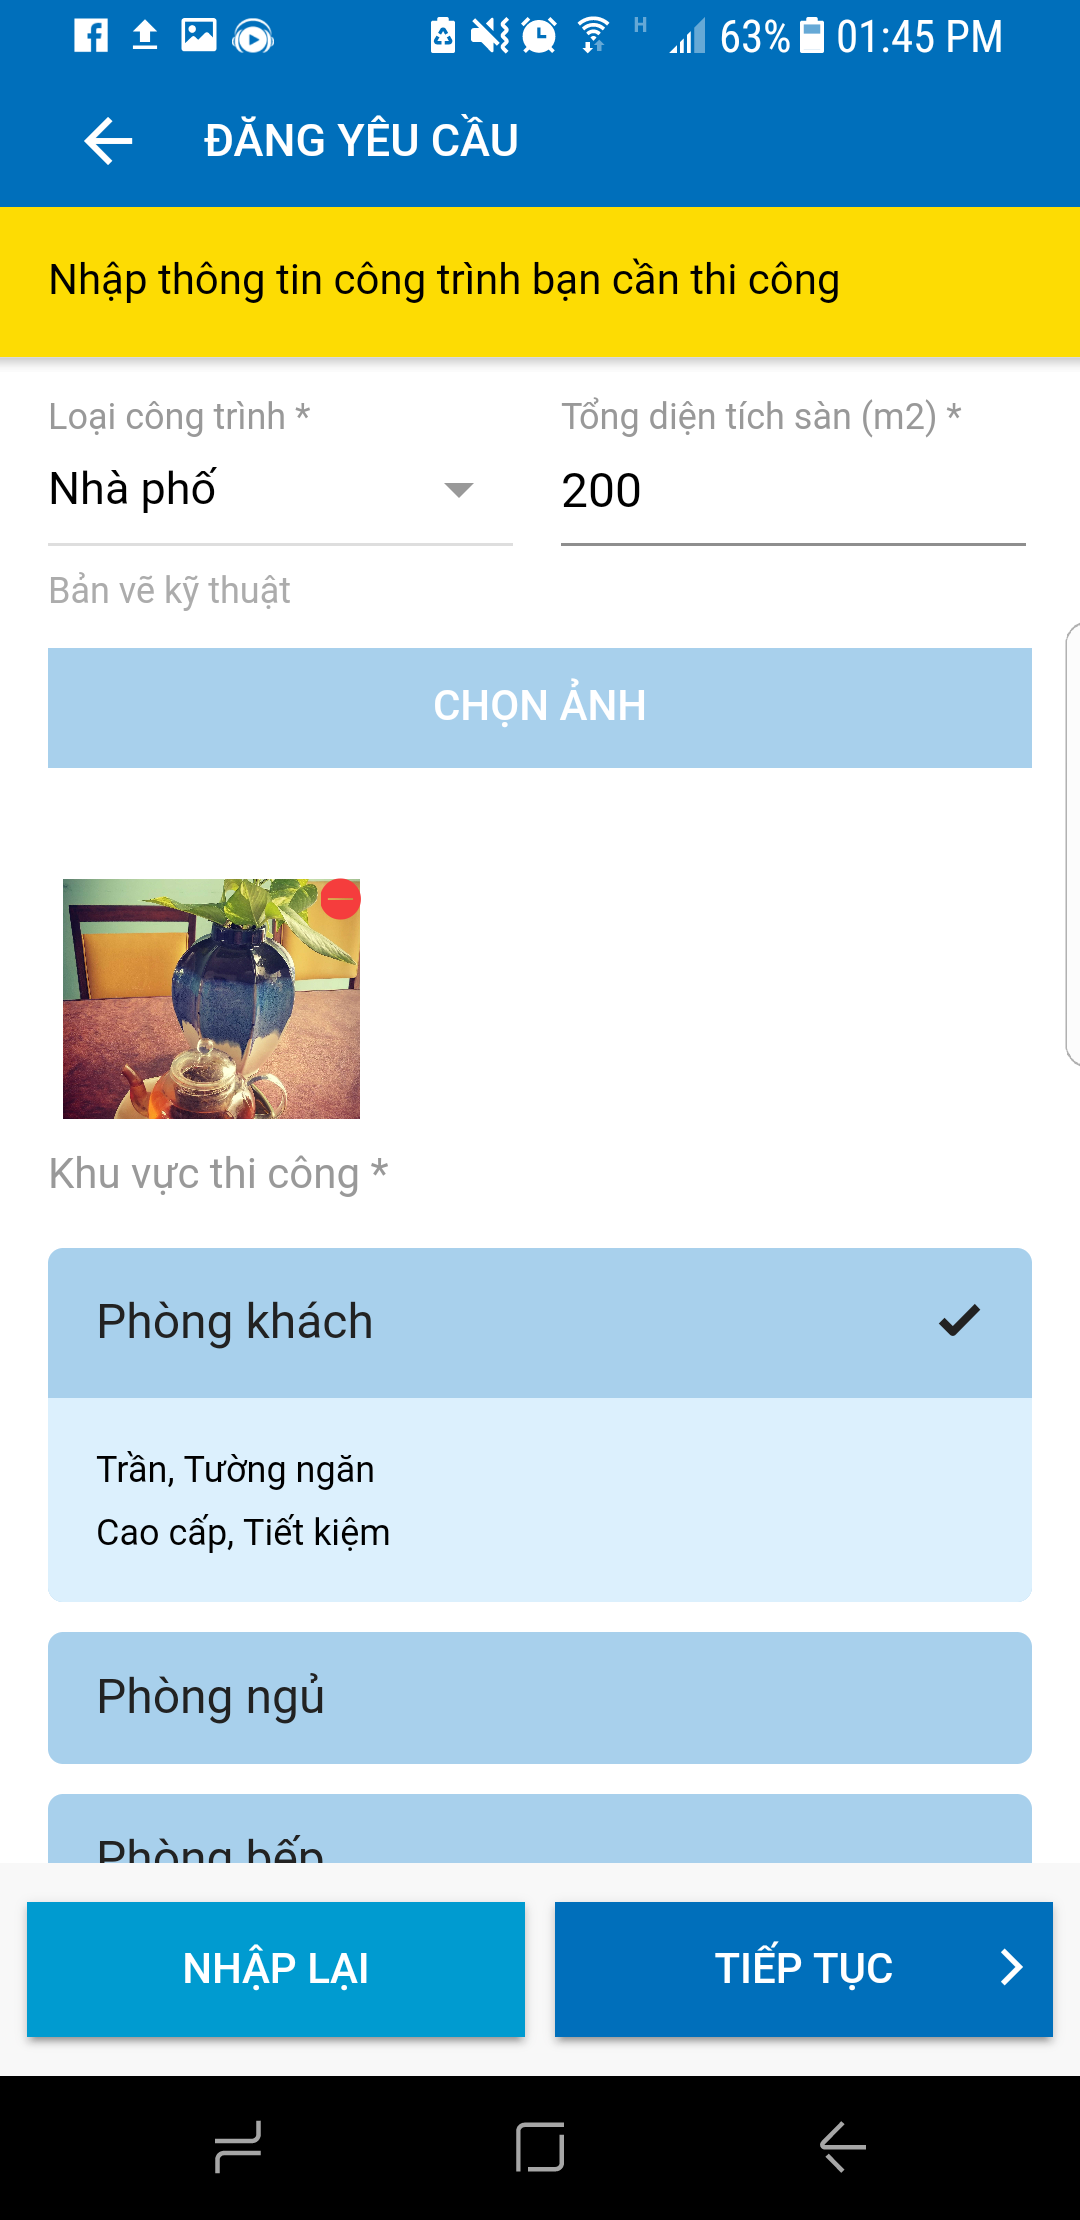 H 63% 01:45 PM
ĐĂNG YÊU CẦU
Nhập thông tin công trình bạn cần thi công
Loại công trình *
Tổng diện tích sàn (m2) *
Nhà phố
200
Bản vẽ kỹ thuật
CHỌN ẢNH
Khu vực thi công *
Phòng khách
Trần, Tường ngăn
Cao cấp, Tiết kiệm
Phòng ngủ
Phòng bếp
NHẬP LẠI
TIẾP TỤC